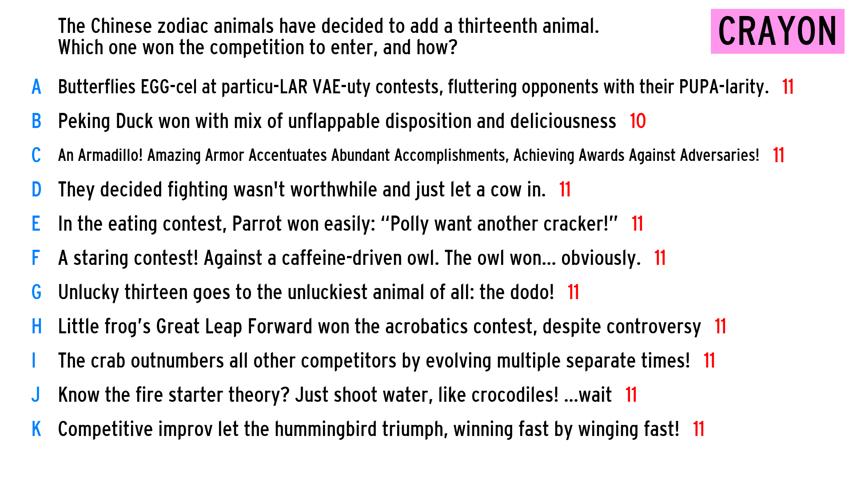 The Chinese zodiac animals have decided to add a thirteenth animal.
Which one won the competition to enter, and how?
CRAYON
A Butterflies EGG-cel at particu-LAR VAE-uty contests, fluttering opponents with their PUPA-larity. 11
B Peking Duck won with mix of unflappable disposition and deliciousness 10
C An Armadillo! Amazing Armor Accentuates Abundant Accomplishments, Achieving Awards Against Adversaries! 11
D They decided fighting wasn't worthwhile and just let a cow in. 11
E In the eating contest, Parrot won easily: “Polly want another cracker!” 11
F A staring contest! Against a caffeine-driven owl. The owl won... obviously. 11
G Unlucky thirteen goes to the unluckiest animal of all: the dodo! 11
H Little frog’s Great Leap Forward won the acrobatics contest, despite controversy 11
I The crab outnumbers all other competitors by evolving multiple separate times! 11
J Know the fire starter theory? Just shoot water, like crocodiles! ...wait 11
K Competitive improv let the hummingbird triumph, winning fast by winging fast! 11